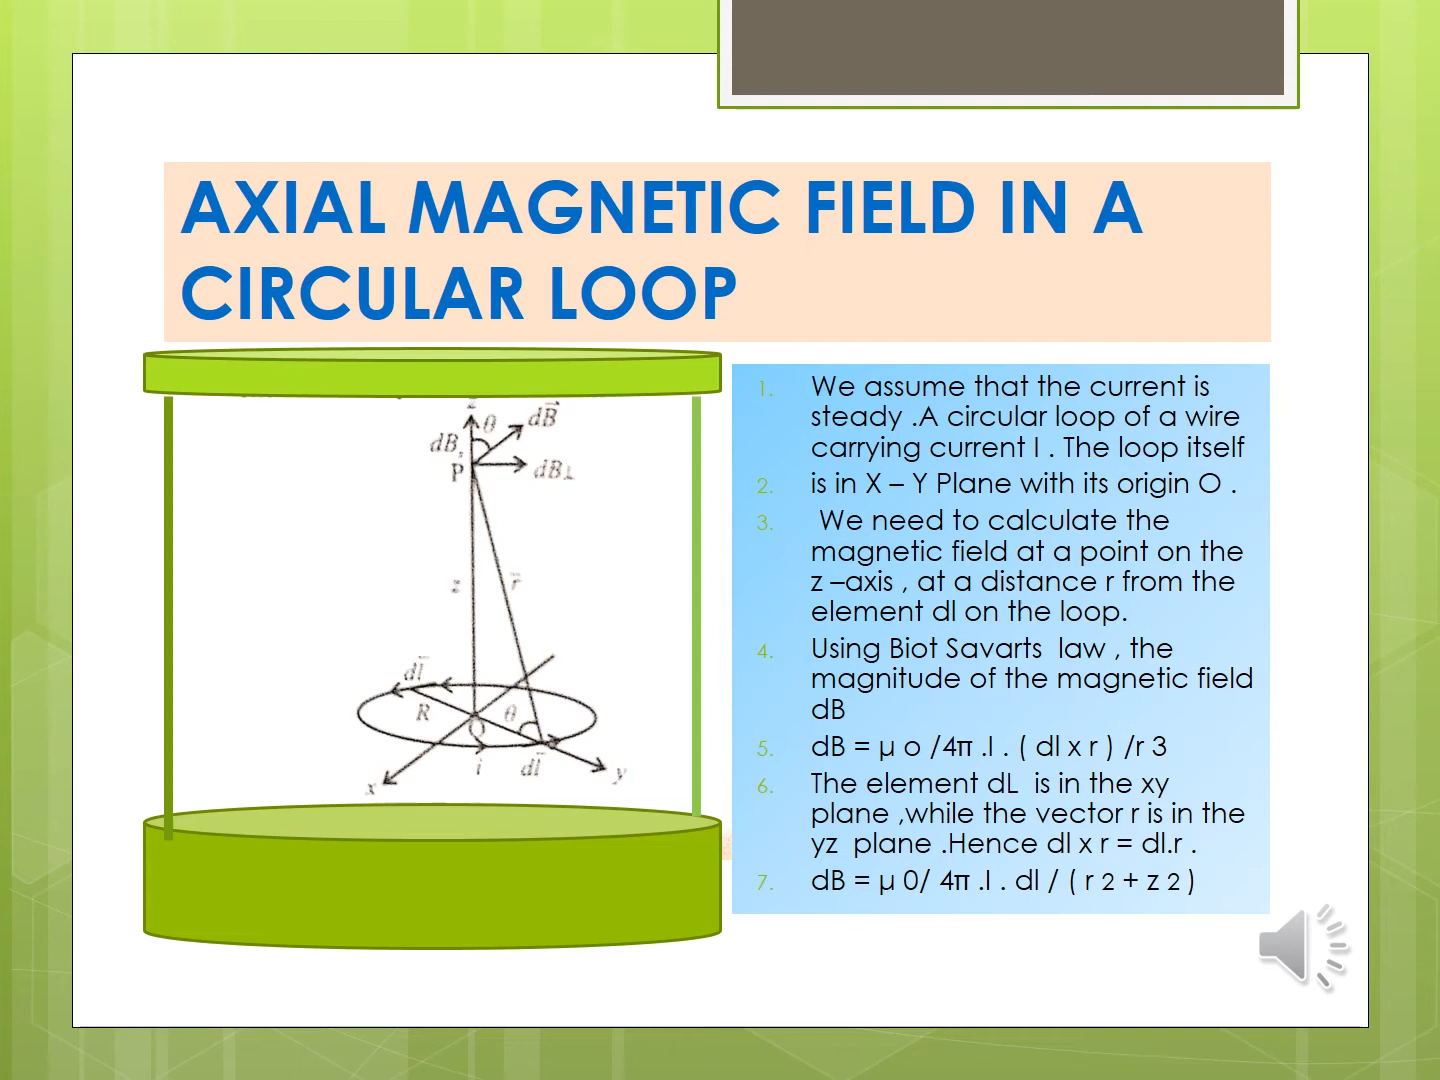 AXIAL MAGNETIC FIELD IN A
CIRCULAR LOOP
z
θ
dB
dB
z
P
dB⊥
z
r
dl
R
θ
O
i
dl
x
y
1. We assume that the current is
steady .A circular loop of a wire
carrying current I . The loop itself
2. is in X – Y Plane with its origin O .
3. We need to calculate the
magnetic field at a point on the
z –axis , at a distance r from the
element dl on the loop.
4. Using Biot Savarts law , the
magnitude of the magnetic field
dB
5. dB = µ o /4π .I . ( dl x r ) /r 3
6. The element dL is in the xy
plane ,while the vector r is in the
yz plane .Hence dl x r = dl.r .
7. dB = µ 0/ 4π .I . dl / ( r 2 + z 2 )